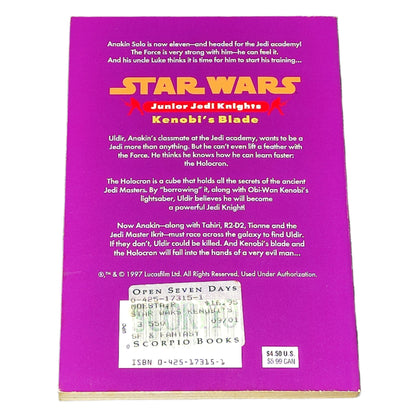 Anakin Solo is now eleven—and headed for the Jedi academy!
The Force is very strong with him—he can feel it.
And his uncle Luke thinks it is time for him to start his training...
STAR WARS
Junior Jedi Knights
Kenobi's Blade
Uldir, Anakin's classmate at the Jedi academy, wants to be a
Jedi more than anything. But he can't even lift a feather with
the Force. He thinks he knows how he can learn faster:
the Holocron.
The Holocron is a cube that holds all the secrets of the ancient
Jedi Masters. By "borrowing" it, along with Obi-Wan Kenobi's
lightsaber, Uldir believes he will become
a powerful Jedi Knight!
Now Anakin—along with Tahiri, R2-D2, Tionne and the
Jedi Master Ikrit—must race across the galaxy to find Uldir.
If they don't, Uldir could be killed. And Kenobi's blade and
the Holocron will fall into the hands of a very evil man...
®,™ & © 1997 Lucasfilm Ltd. All Rights Reserved. Used Under Authorization.
OPEN SEVEN DAYS
0-425-17315-1
$16.95
STAR WARS KENOBI'S
3 550 09/01
SF & FANTASY
SCORPIO BOOKS
ISBN 0-425-17315-1
$4.50 U.S.
$5.99 CAN